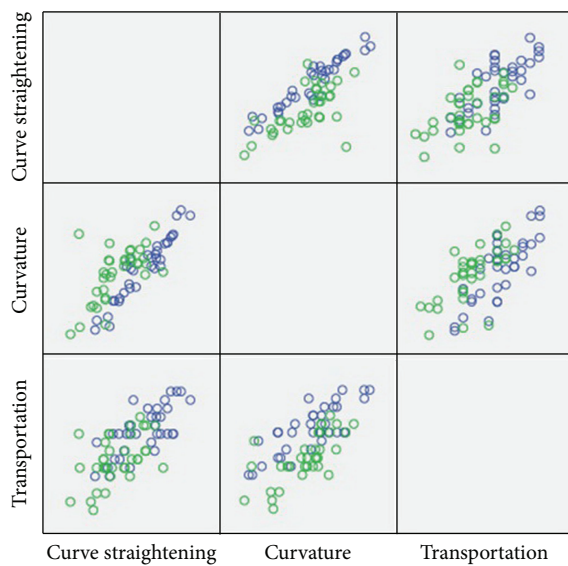 Curve straightening
Curvature
Transportation
Curve straightening
Curvature
Transportation